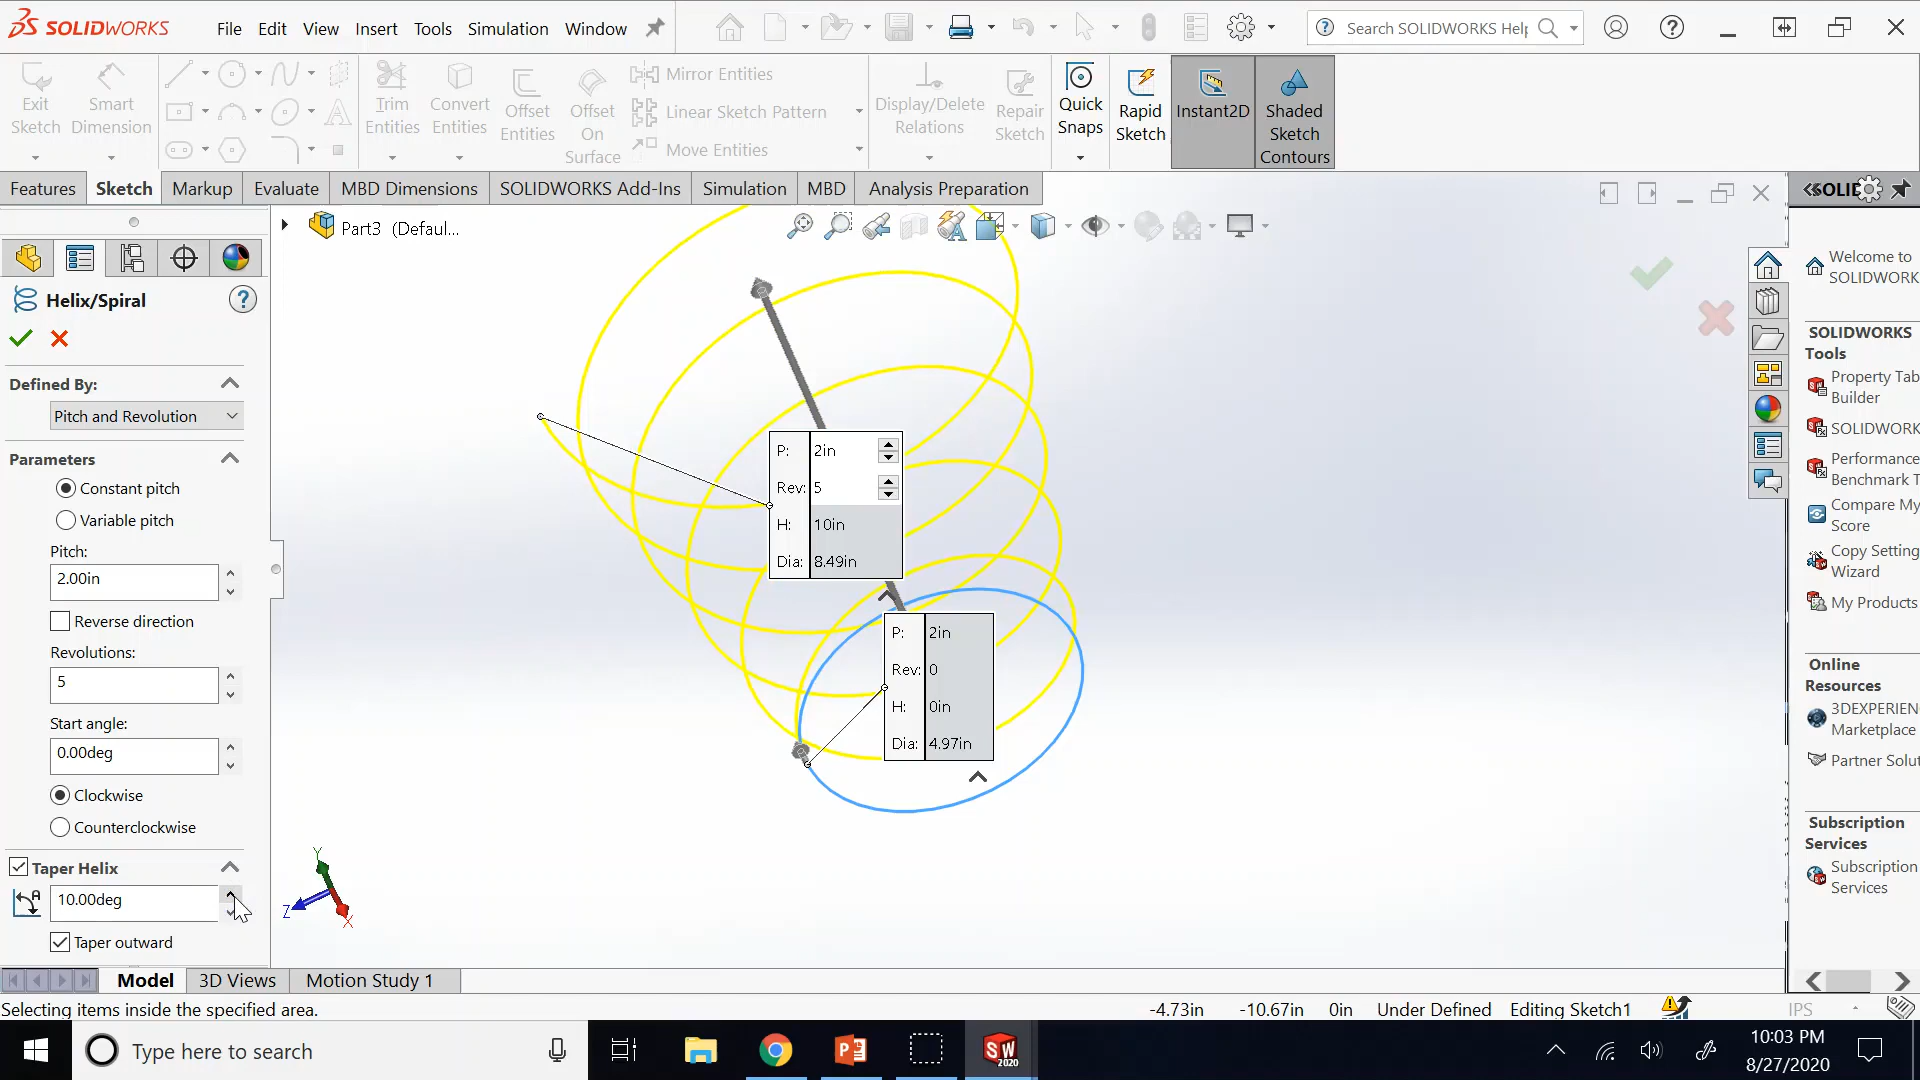 SOLIDWORKS
File Edit View Insert Tools Simulation Window
Search SOLIDWORKS Help
Exit Sketch
Smart Dimension
Trim Entities
Convert Entities
Offset Entities
Offset On Surface
Mirror Entities
Linear Sketch Pattern
Move Entities
Display/Delete Relations
Repair Sketch
Quick Snaps
Rapid Sketch
Instant2D
Shaded Sketch Contours
Features Sketch Markup Evaluate MBD Dimensions SOLIDWORKS Add-Ins Simulation MBD Analysis Preparation
Part3 (Defaul...
Helix/Spiral
Defined By:
Pitch and Revolution
Parameters
Constant pitch
Variable pitch
Pitch:
2.00in
Reverse direction
Revolutions:
5
Start angle:
0.00deg
Clockwise
Counterclockwise
Taper Helix
10.00deg
Taper outward
P: 2in
Rev: 5
H: 10in
Dia: 8.49in
P: 2in
Rev: 0
H: 0in
Dia: 4.97in
Y
Z
X
SOLID
Welcome to
SOLIDWORK
SOLIDWORKS
Tools
Property Tab
Builder
SOLIDWORK
Performance
Benchmark T
Compare My
Score
Copy Setting
Wizard
My Products
Online
Resources
3DEXPERIEN
Marketplace
Partner Solut
Subscription
Services
Subscription
Services
Model 3D Views Motion Study 1
Selecting items inside the specified area.
-4.73in -10.67in 0in Under Defined Editing Sketch1 IPS
Type here to search
SW
2020
10:03 PM
8/27/2020